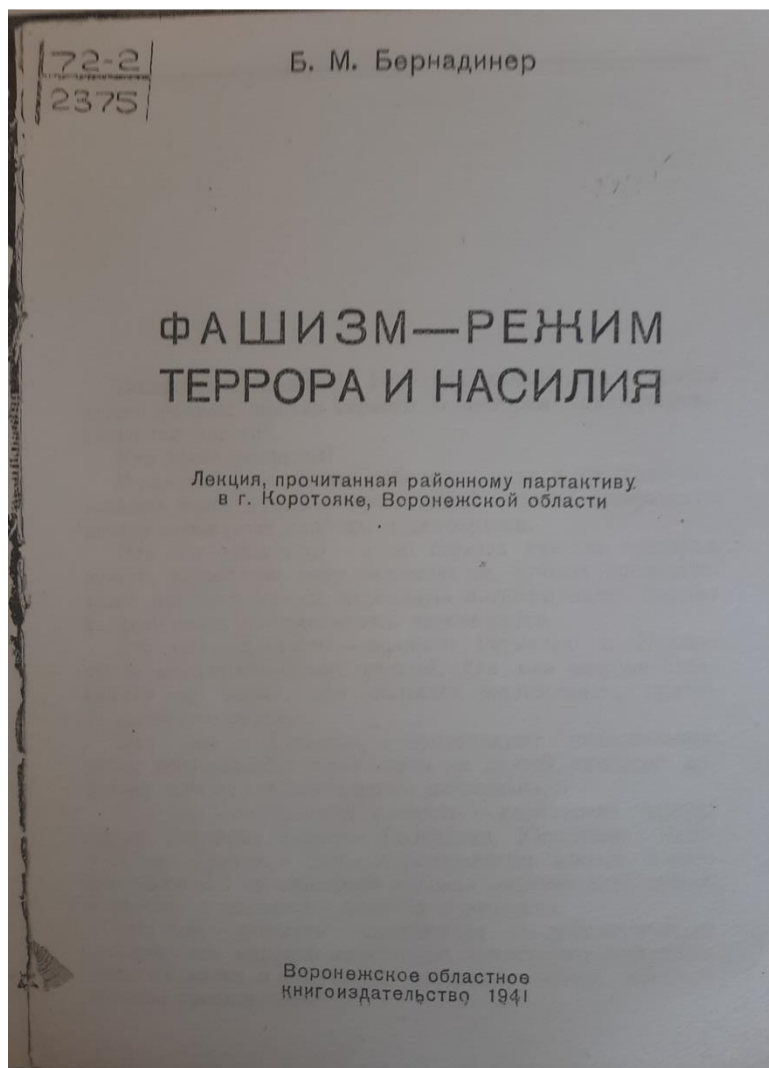 72-2
2375
Б. М. Бернадинер
ФАШИЗМ—РЕЖИМ
ТЕРРОРА И НАСИЛИЯ
Лекция, прочитанная районному партактиву
в г. Коротояке, Воронежской области
Воронежское областное
книгоиздательство 1941